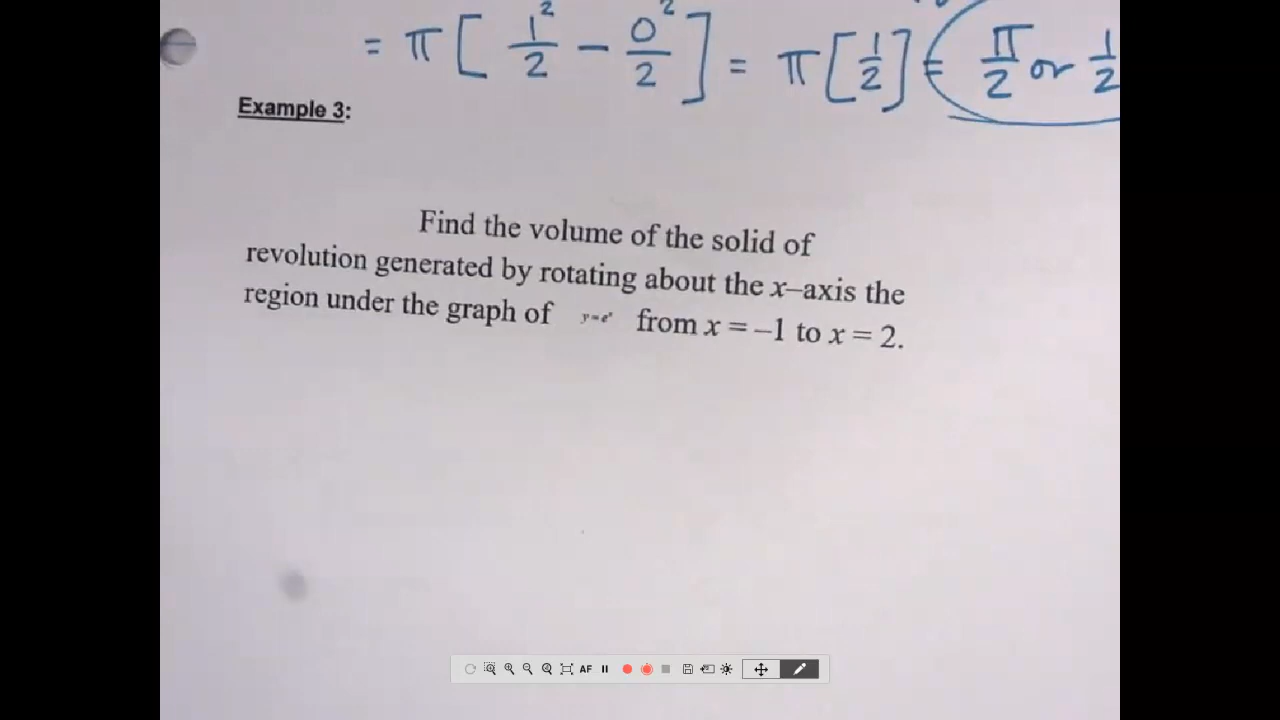 = π [ 1²/2 − 0²/2 ] = π [ 1/2 ] = π/2 or 1/2
Example 3:
Find the volume of the solid of
revolution generated by rotating about the x–axis the
region under the graph of y=eˣ from x = –1 to x = 2.
AF